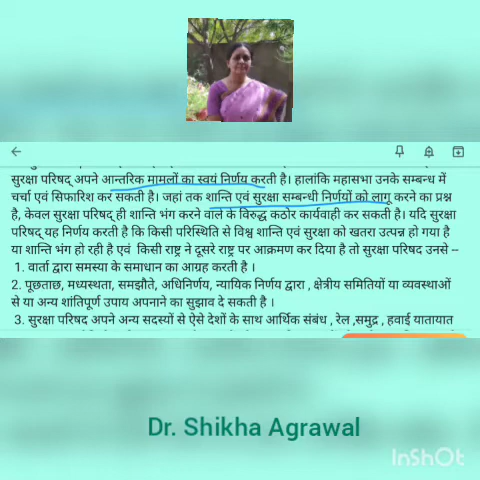 सुरक्षा परिषद् अपने आन्तरिक मामलों का स्वयं निर्णय करती है। हालांकि महासभा उनके सम्बन्ध में
चर्चा एवं सिफारिश कर सकती है। जहां तक शान्ति एवं सुरक्षा सम्बन्धी निर्णयों को लागू करने का प्रश्न
है, केवल सुरक्षा परिषद् ही शान्ति भंग करने वाले के विरुद्ध कठोर कार्यवाही कर सकती है। यदि सुरक्षा
परिषद् यह निर्णय करती है कि किसी परिस्थिति से विश्व शान्ति एवं सुरक्षा को खतरा उत्पन्न हो गया है
या शान्ति भंग हो रही है एवं किसी राष्ट्र ने दूसरे राष्ट्र पर आक्रमण कर दिया है तो सुरक्षा परिषद उनसे --
1. वार्ता द्वारा समस्या के समाधान का आग्रह करती है ।
2. पूछताछ, मध्यस्थता, समझौते, अधिनिर्णय, न्यायिक निर्णय द्वारा , क्षेत्रीय समितियों या व्यवस्थाओं
से या अन्य शांतिपूर्ण उपाय अपनाने का सुझाव दे सकती है ।
3. सुरक्षा परिषद अपने अन्य सदस्यों से ऐसे देशों के साथ आर्थिक संबंध , रेल ,समुद्र , हवाई यातायात
Dr. Shikha Agrawal
InShOt